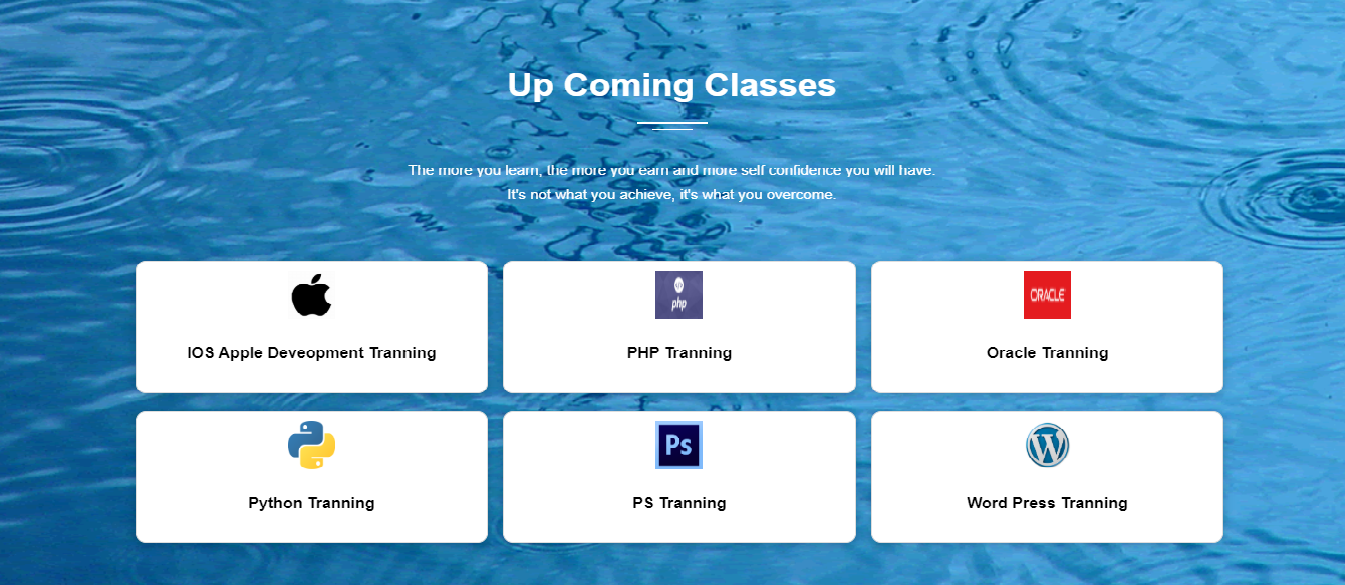 Up Coming Classes
The more you learn, the more you earn and more self confidence you will have.
It's not what you achieve, it's what you overcome.
php
ORACLE
IOS Apple Deveopment Tranning
PHP Tranning
Oracle Tranning
Ps
W
Python Tranning
PS Tranning
Word Press Tranning